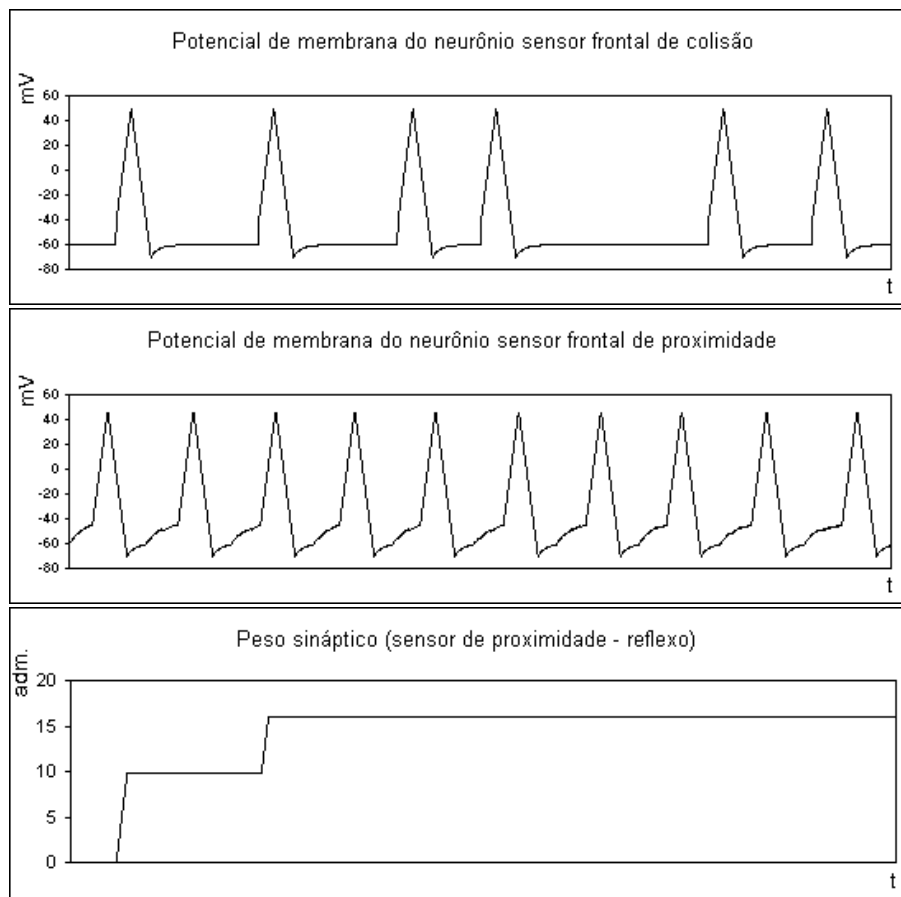 Potencial de membrana do neurônio sensor frontal de colisão
mV
60
40
20
0
-20
-40
-60
-80
t
Potencial de membrana do neurônio sensor frontal de proximidade
mV
60
40
20
0
-20
-40
-60
-80
t
Peso sináptico (sensor de proximidade - reflexo)
adm.
20
15
10
5
0
t